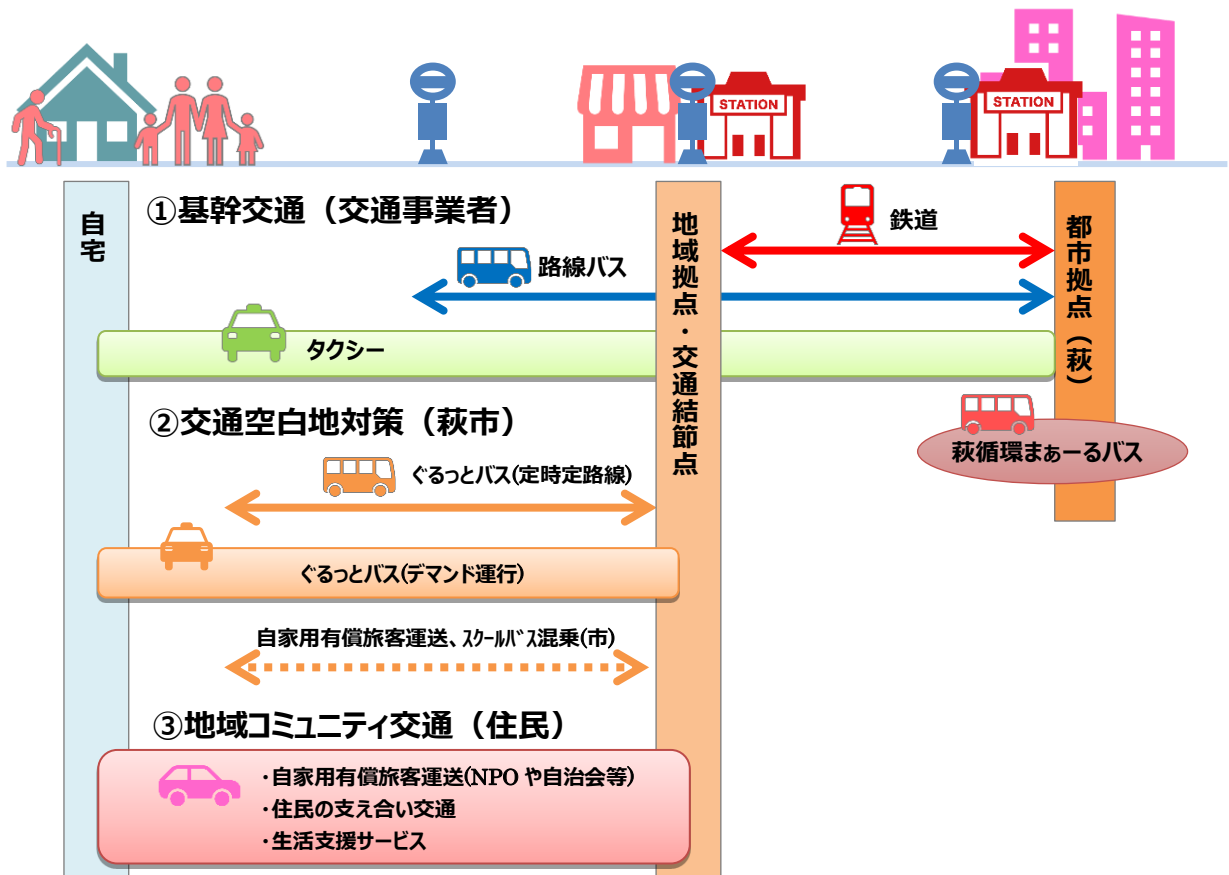 STATION
STATION
自宅
①基幹交通（交通事業者）
地域拠点・交通結節点
鉄道
都市拠点（萩）
路線バス
タクシー
②交通空白地対策（萩市）
萩循環まぁーるバス
ぐるっとバス(定時定路線)
ぐるっとバス(デマンド運行)
自家用有償旅客運送、ｽｸｰﾙﾊﾞｽ混乗(市)
③地域コミュニティ交通（住民）
・自家用有償旅客運送(NPOや自治会等)
・住民の支え合い交通
・生活支援サービス